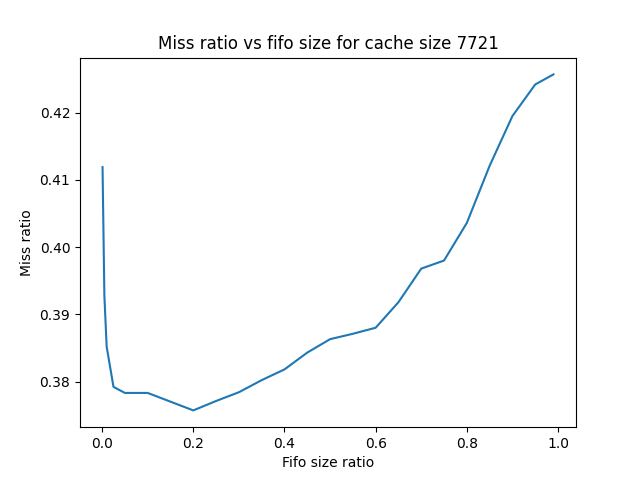 Miss ratio vs fifo size for cache size 7721
0.42
0.41
0.40
0.39
0.38
Miss ratio
0.0 0.2 0.4 0.6 0.8 1.0
Fifo size ratio